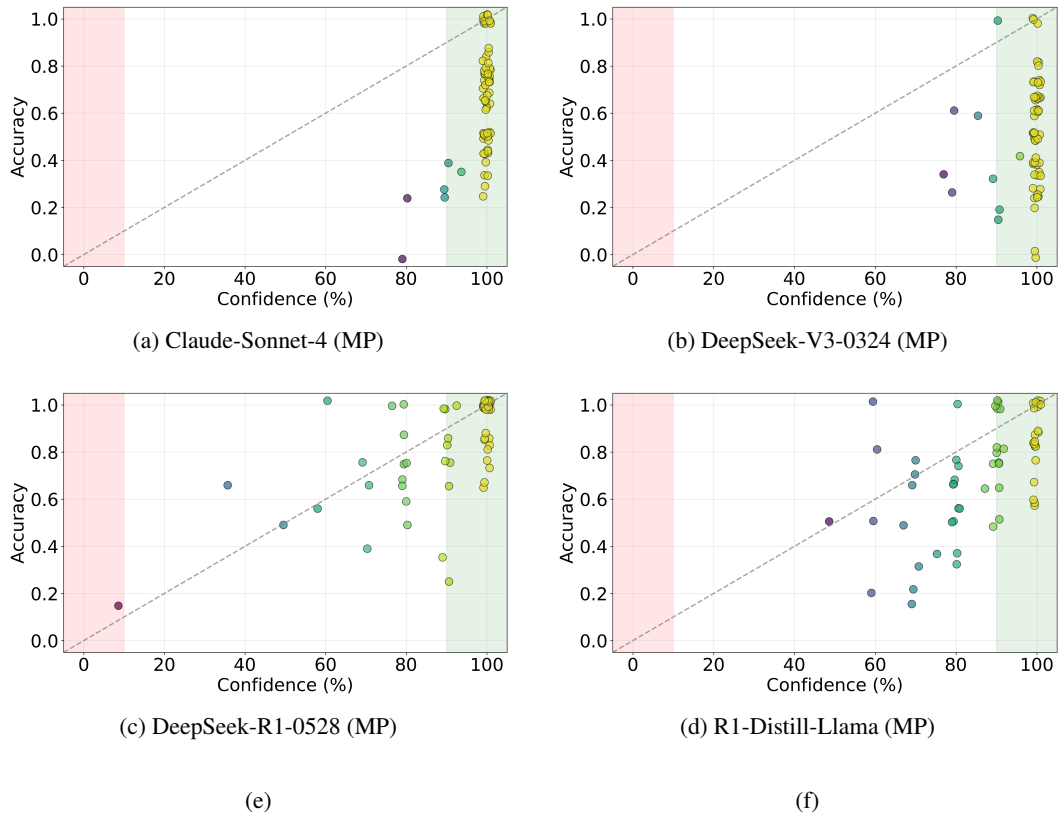 1.0
0.8
0.6
0.4
0.2
0.0
Accuracy
0 20 40 60 80 100
Confidence (%)
(a) Claude-Sonnet-4 (MP)
1.0
0.8
0.6
0.4
0.2
0.0
Accuracy
0 20 40 60 80 100
Confidence (%)
(b) DeepSeek-V3-0324 (MP)
1.0
0.8
0.6
0.4
0.2
0.0
Accuracy
0 20 40 60 80 100
Confidence (%)
(c) DeepSeek-R1-0528 (MP)
1.0
0.8
0.6
0.4
0.2
0.0
Accuracy
0 20 40 60 80 100
Confidence (%)
(d) R1-Distill-Llama (MP)
(e)
(f)